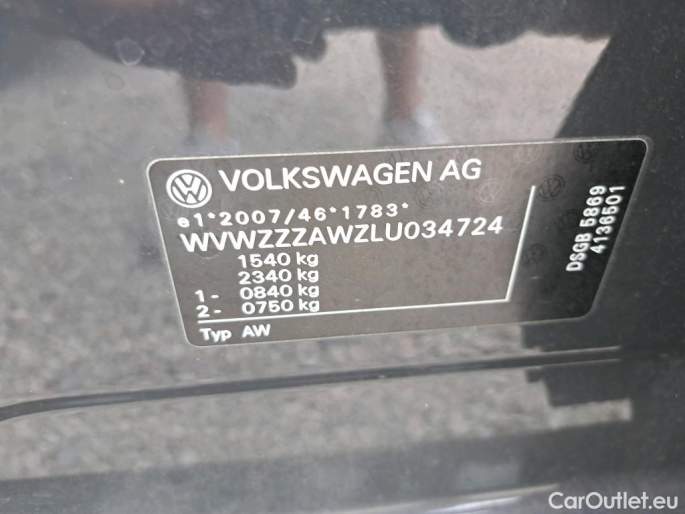 VOLKSWAGEN AG
e1*2007/46*1783*
WVWZZZAWZLU034724
1540 kg
2340 kg
1- 0840 kg
2- 0750 kg
Typ AW
DSGB 5869
4136501
CarOutlet.eu